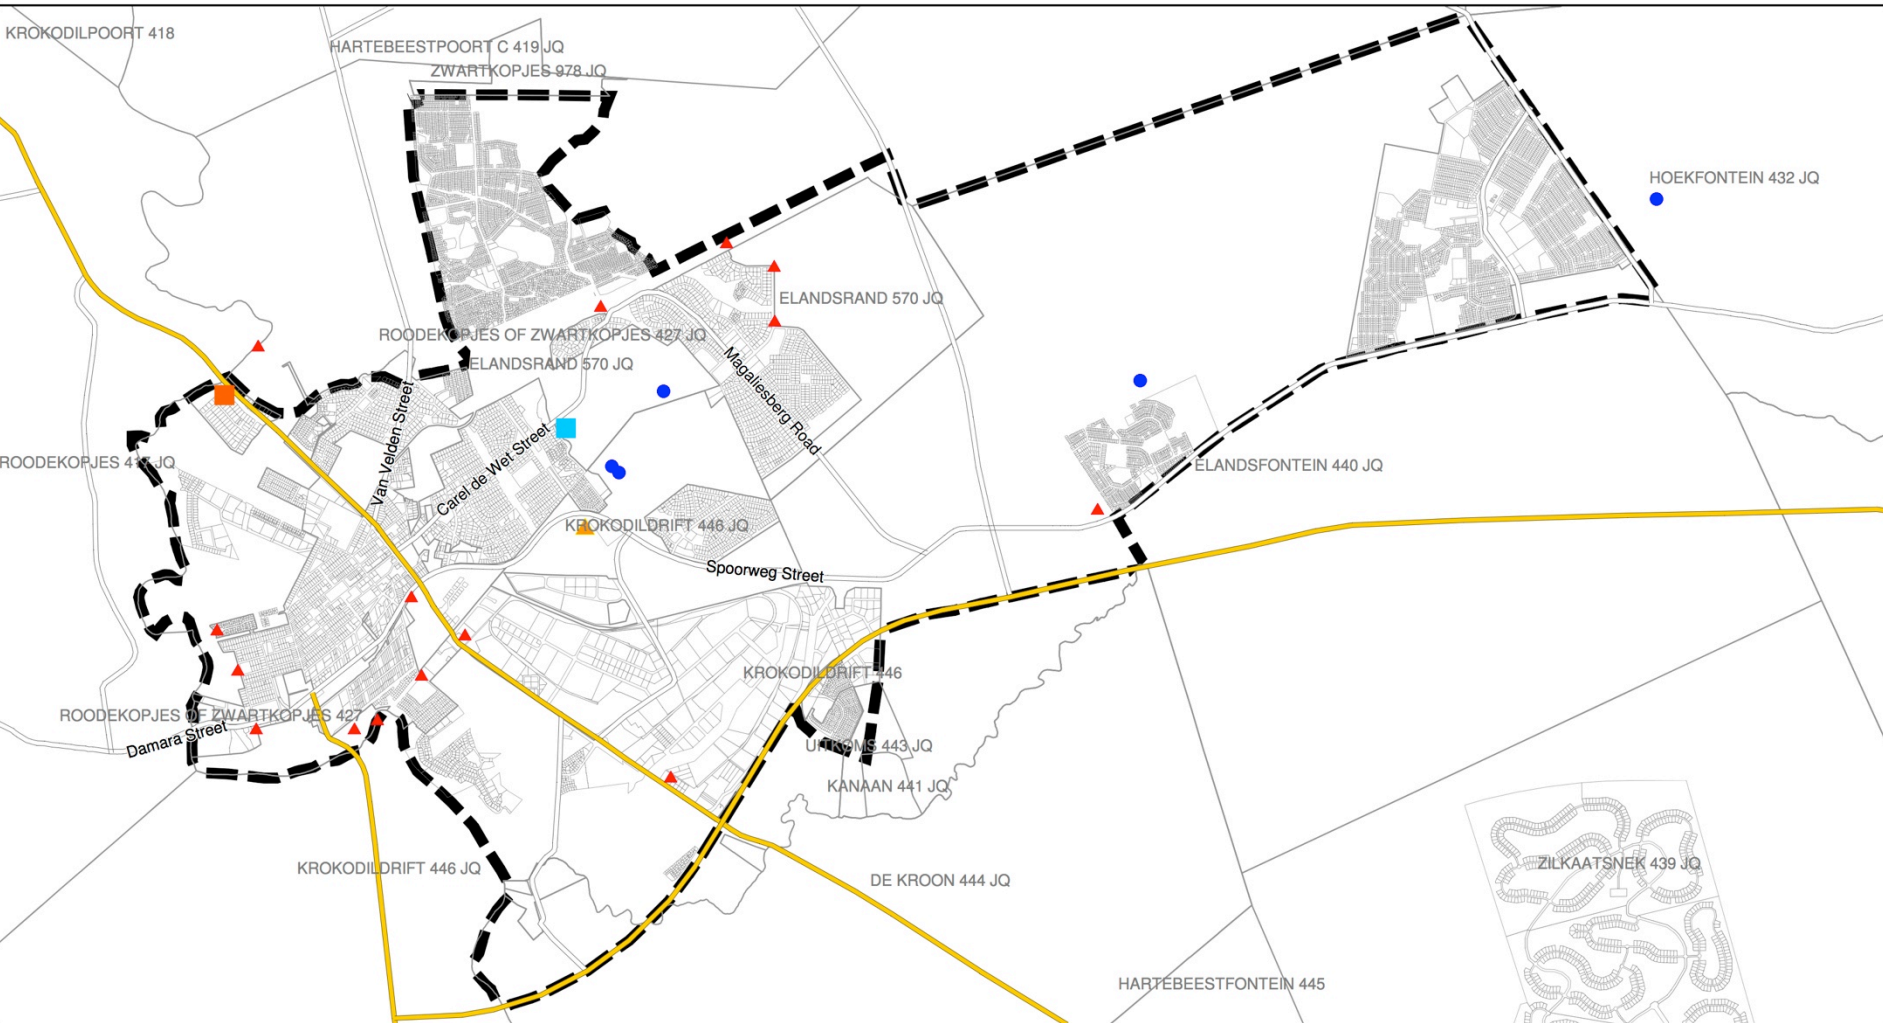 KROKODILPOORT 418
HARTEBEESTPOORT C 419 JQ
ZWARTKOPJES 978 JQ
HOEKFONTEIN 432 JQ
ELANDSRAND 570 JQ
ROODEKOPJES OF ZWARTKOPJES 427 JQ
ELANDSRAND 570 JQ
Magaliesberg Road
Van Velden Street
Carel de Wet Street
ROODEKOPJES 417 JQ
ELANDSFONTEIN 440 JQ
KROKODILDRIFT 446 JQ
Spoorweg Street
KROKODILDRIFT 446
ROODEKOPJES OF ZWARTKOPJES 427
Damara Street
UITKOMS 443 JQ
KANAAN 441 JQ
KROKODILDRIFT 446 JQ
DE KROON 444 JQ
ZILKAATSNEK 439 JQ
HARTEBEESTFONTEIN 445